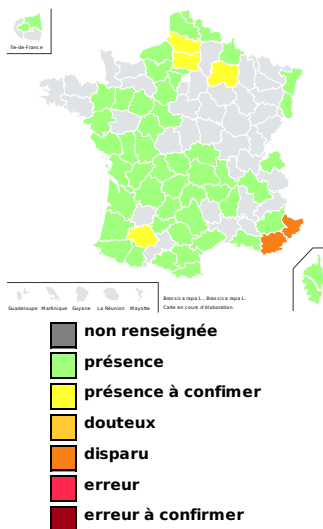 Île-de-France
Brassica rapa L., Brassica rapa L.
Carte en cours d'élaboration.
Guadeloupe Martinique Guyane La Réunion Mayotte
non renseignée
présence
présence à confimer
douteux
disparu
erreur
erreur à confirmer